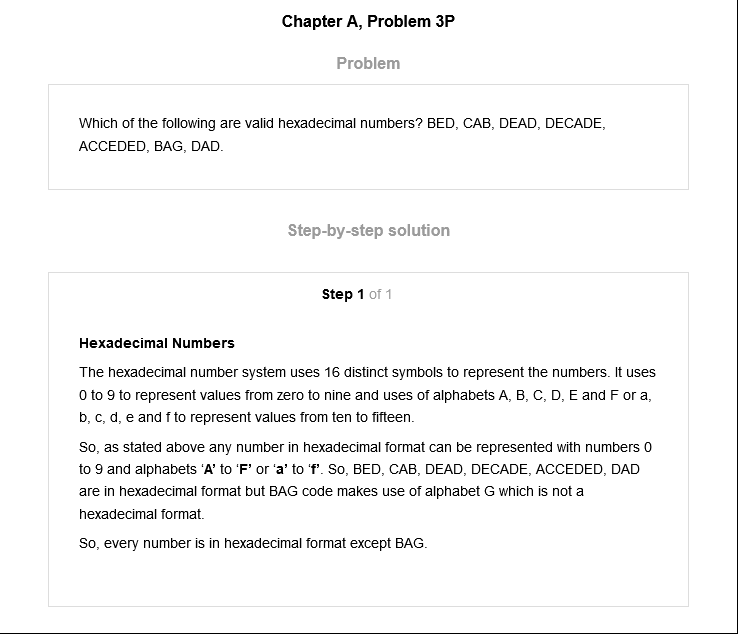 Chapter A, Problem 3P
Problem
Which of the following are valid hexadecimal numbers? BED, CAB, DEAD, DECADE,
ACCEDED, BAG, DAD.
Step-by-step solution
Step 1 of 1
Hexadecimal Numbers
The hexadecimal number system uses 16 distinct symbols to represent the numbers. It uses
0 to 9 to represent values from zero to nine and uses of alphabets A, B, C, D, E and F or a,
b, c, d, e and f to represent values from ten to fifteen.
So, as stated above any number in hexadecimal format can be represented with numbers 0
to 9 and alphabets ‘A’ to ‘F’ or ‘a’ to ‘f’. So, BED, CAB, DEAD, DECADE, ACCEDED, DAD
are in hexadecimal format but BAG code makes use of alphabet G which is not a
hexadecimal format.
So, every number is in hexadecimal format except BAG.